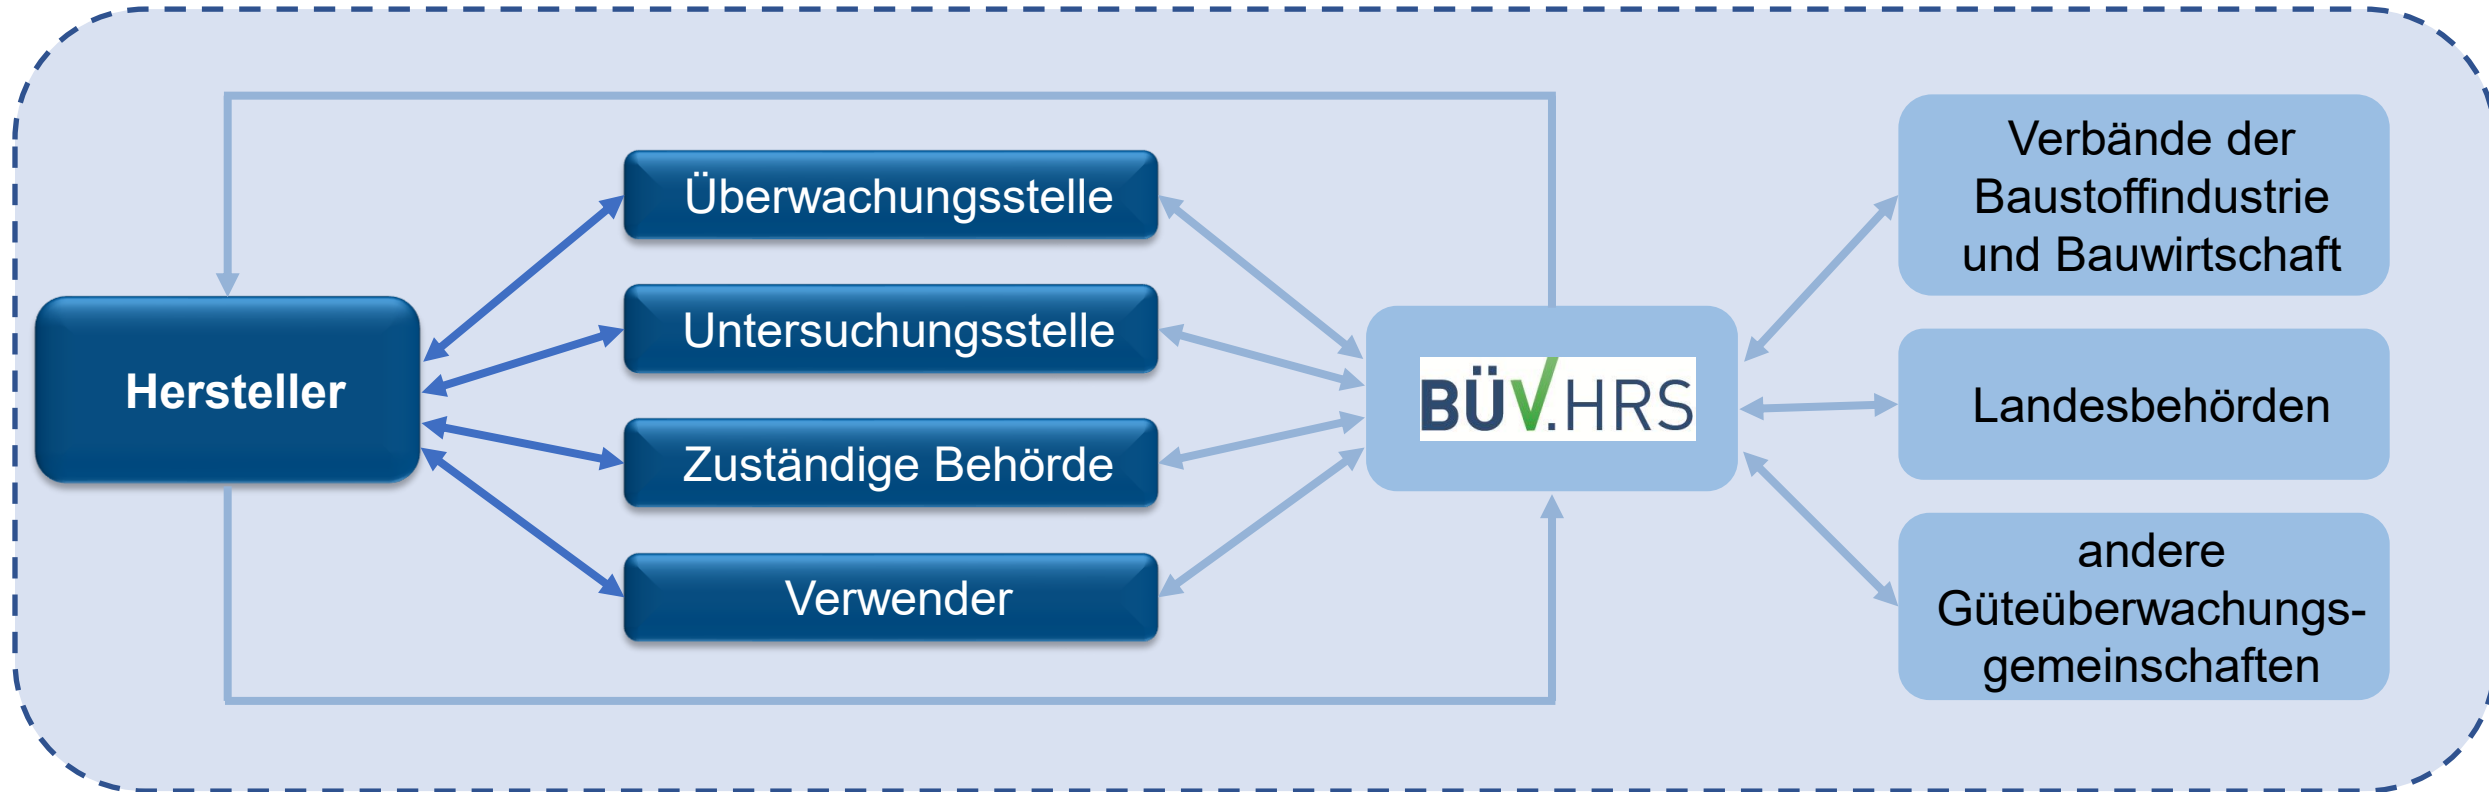 Hersteller
Überwachungsstelle
Untersuchungsstelle
Zuständige Behörde
Verwender
BÜV.HRS
Verbände der
Baustoffindustrie
und Bauwirtschaft
Landesbehörden
andere
Güteüberwachungs-
gemeinschaften